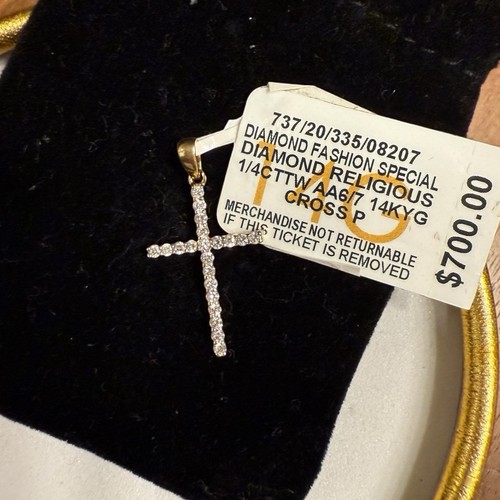 737/20/335/08207
DIAMOND FASHION SPECIAL
DIAMOND RELIGIOUS
1/4CTTW AA6/7 14KYG
CROSS P
MERCHANDISE NOT RETURNABLE
IF THIS TICKET IS REMOVED
$700.00
14G